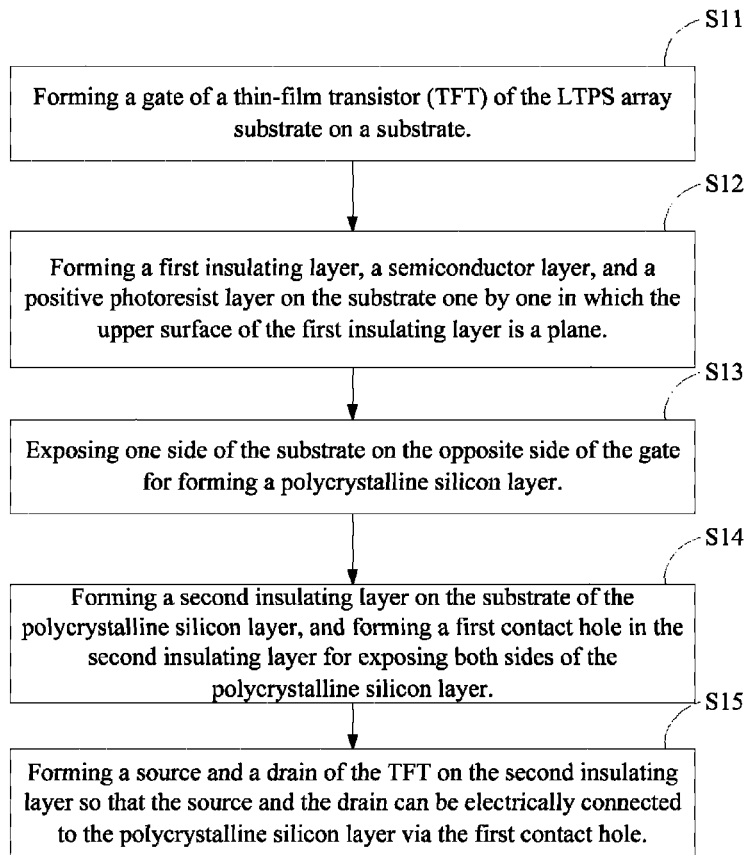 S11
Forming a gate of a thin-film transistor (TFT) of the LTPS array
substrate on a substrate.
S12
Forming a first insulating layer, a semiconductor layer, and a
positive photoresist layer on the substrate one by one in which the
upper surface of the first insulating layer is a plane.
S13
Exposing one side of the substrate on the opposite side of the gate
for forming a polycrystalline silicon layer.
S14
Forming a second insulating layer on the substrate of the
polycrystalline silicon layer, and forming a first contact hole in the
second insulating layer for exposing both sides of the
polycrystalline silicon layer.
S15
Forming a source and a drain of the TFT on the second insulating
layer so that the source and the drain can be electrically connected
to the polycrystalline silicon layer via the first contact hole.